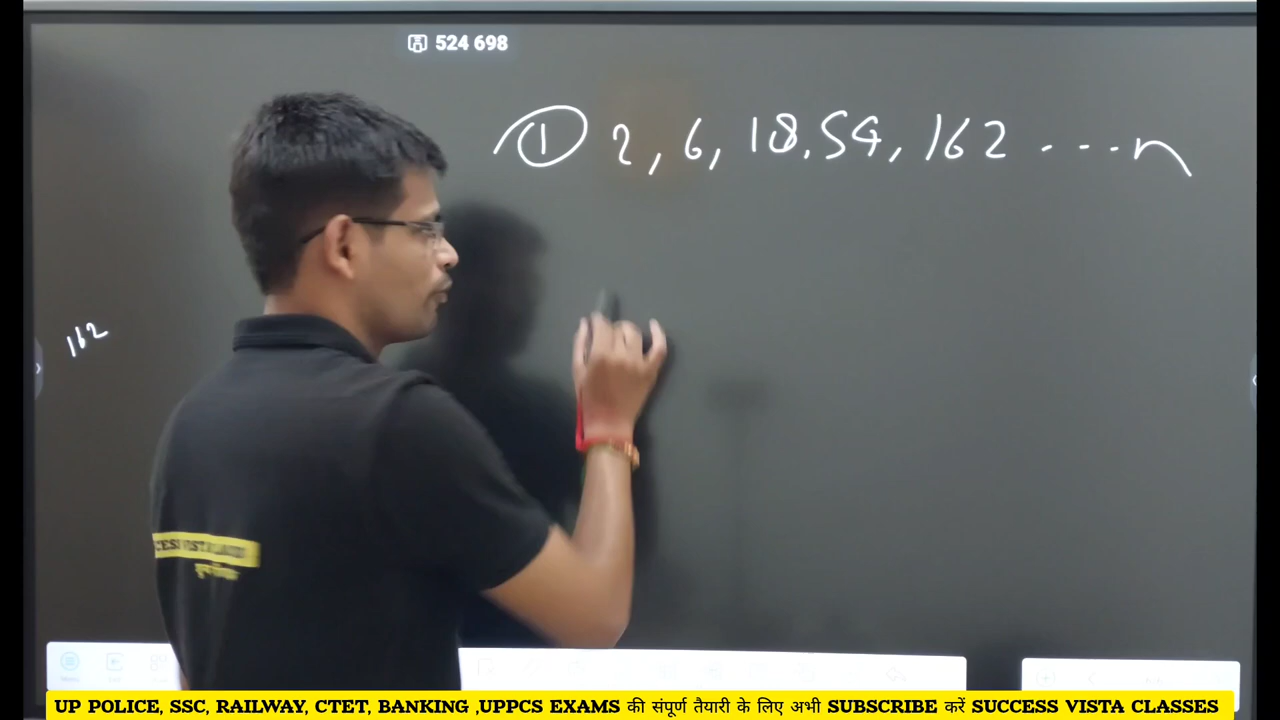 524 698
① 2, 6, 18, 54, 162 ---- n
162
UP POLICE, SSC, RAILWAY, CTET, BANKING ,UPPCS EXAMS की संपूर्ण तैयारी के लिए अभी SUBSCRIBE करें SUCCESS VISTA CLASSES